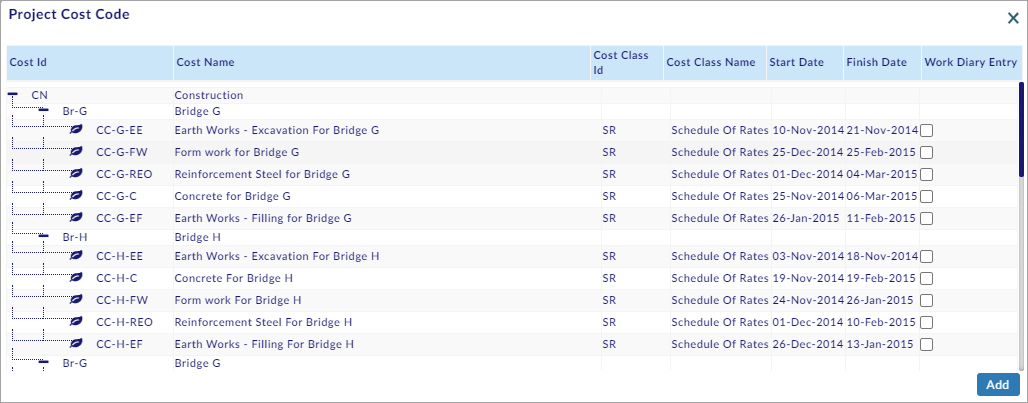 Project Cost Code
Cost Id Cost Name Cost Class Id Cost Class Name Start Date Finish Date Work Diary Entry
CN Construction
Br-G Bridge G
CC-G-EE Earth Works - Excavation For Bridge G SR Schedule Of Rates 10-Nov-2014 21-Nov-2014
CC-G-FW Form work for Bridge G SR Schedule Of Rates 25-Dec-2014 25-Feb-2015
CC-G-REO Reinforcement Steel for Bridge G SR Schedule Of Rates 01-Dec-2014 04-Mar-2015
CC-G-C Concrete for Bridge G SR Schedule Of Rates 25-Nov-2014 06-Mar-2015
CC-G-EF Earth Works - Filling for Bridge G SR Schedule Of Rates 26-Jan-2015 11-Feb-2015
Br-H Bridge H
CC-H-EE Earth Works - Excavation For Bridge H SR Schedule Of Rates 03-Nov-2014 18-Nov-2014
CC-H-C Concrete For Bridge H SR Schedule Of Rates 19-Nov-2014 19-Feb-2015
CC-H-FW Form work For Bridge H SR Schedule Of Rates 24-Nov-2014 26-Jan-2015
CC-H-REO Reinforcement Steel For Bridge H SR Schedule Of Rates 01-Dec-2014 10-Feb-2015
CC-H-EF Earth Works - Filling For Bridge H SR Schedule Of Rates 26-Dec-2014 13-Jan-2015
Br-G Bridge G
Add